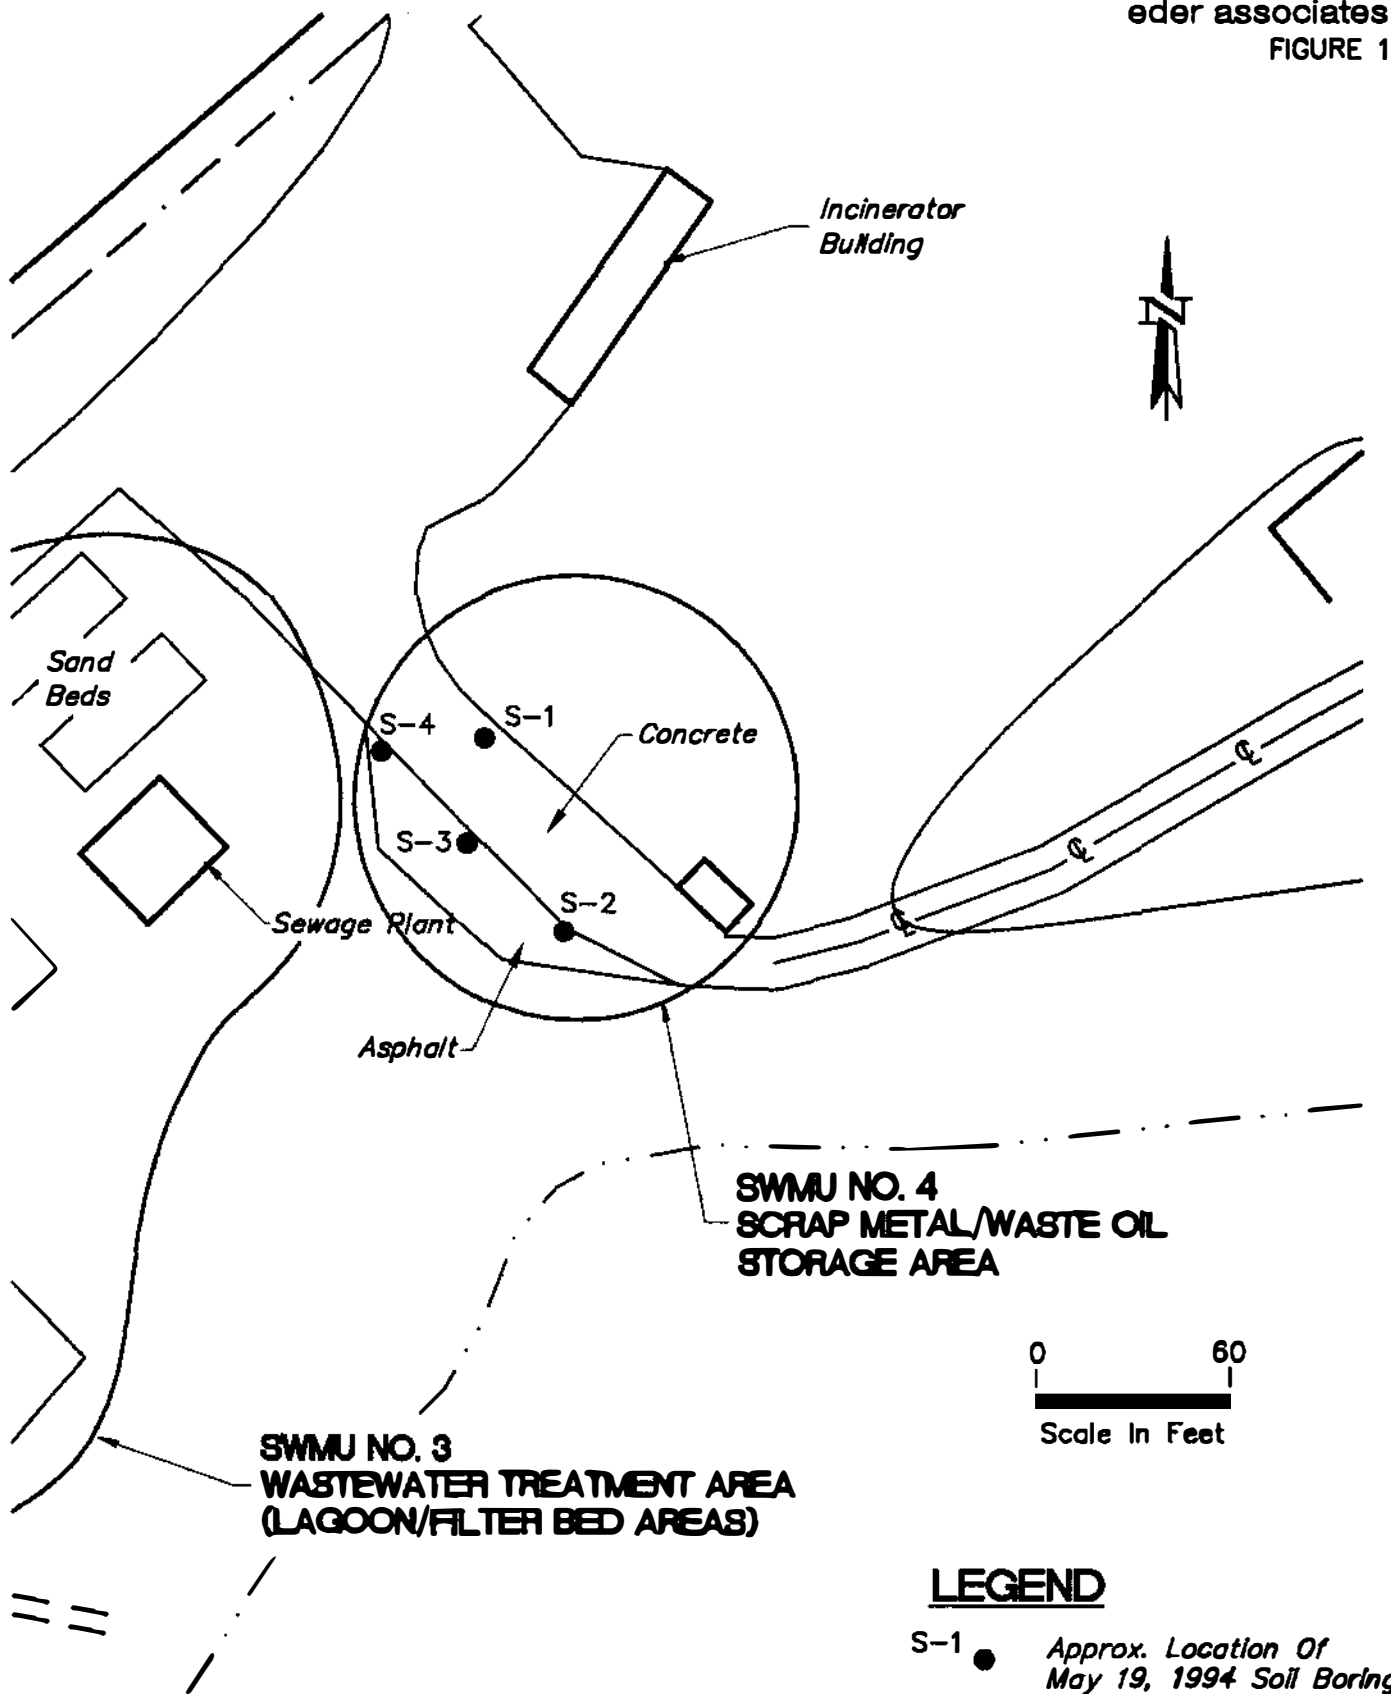 eder associates
FIGURE 1
Incinerator
Building
N
Sand
Beds
S-4
S-1
Concrete
S-3
S-2
Sewage Plant
Asphalt
℄
℄
℄
SWMU NO. 4
SCRAP METAL/WASTE OIL
STORAGE AREA
0 60
Scale In Feet
SWMU NO. 3
WASTEWATER TREATMENT AREA
(LAGOON/FILTER BED AREAS)
LEGEND
S-1
Approx. Location Of
May 19, 1994 Soil Boring